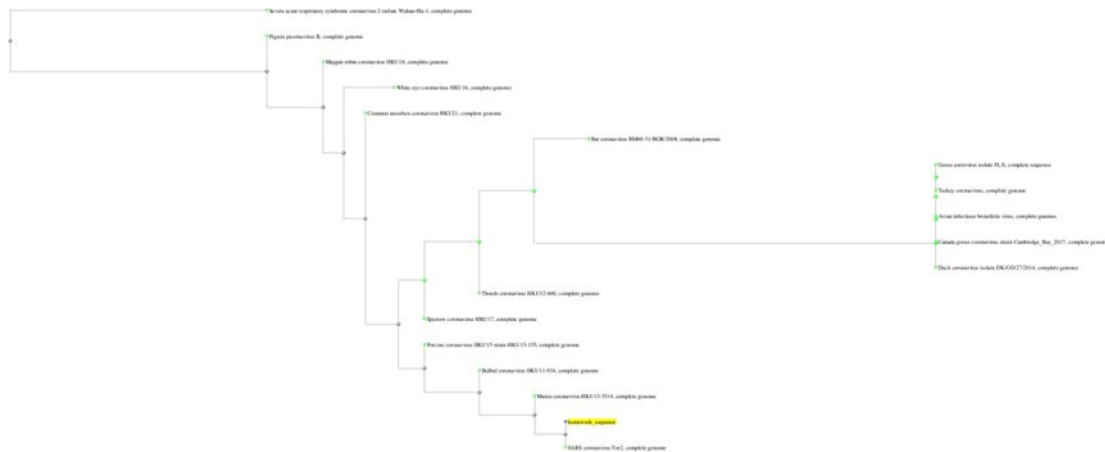 Severe acute respiratory syndrome coronavirus 2 isolate Wuhan-Hu-1, complete genome
Pigeon picornavirus B, complete genome
Magpie-robin coronavirus HKU18, complete genome
White-eye coronavirus HKU16, complete genome
Common moorhen coronavirus HKU21, complete genome
Bat coronavirus BM48-31/BGR/2008, complete genome
Goose astrovirus isolate FLX, complete sequence
Turkey coronavirus, complete genome
Avian infectious bronchitis virus, complete genome
Canada goose coronavirus strain Cambridge_Bay_2017, complete genom
Duck coronavirus isolate DK/GD/27/2014, complete genome
Thrush coronavirus HKU12-600, complete genome
Sparrow coronavirus HKU17, complete genome
Porcine coronavirus HKU15 strain HKU15-155, complete genome
Bulbul coronavirus HKU11-934, complete genome
Munia coronavirus HKU13-3514, complete genome
homework_sequence
SARS coronavirus Tor2, complete genome